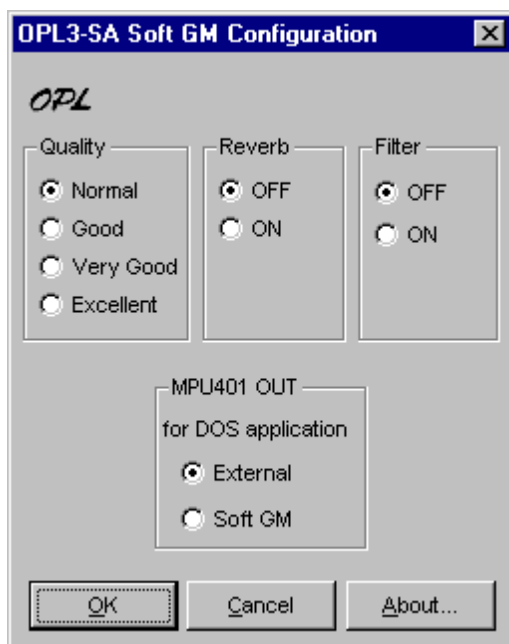 OPL3-SA Soft GM Configuration
OPL
Quality
Normal
Good
Very Good
Excellent
Reverb
OFF
ON
Filter
OFF
ON
MPU401 OUT
for DOS application
External
Soft GM
OK
Cancel
About...